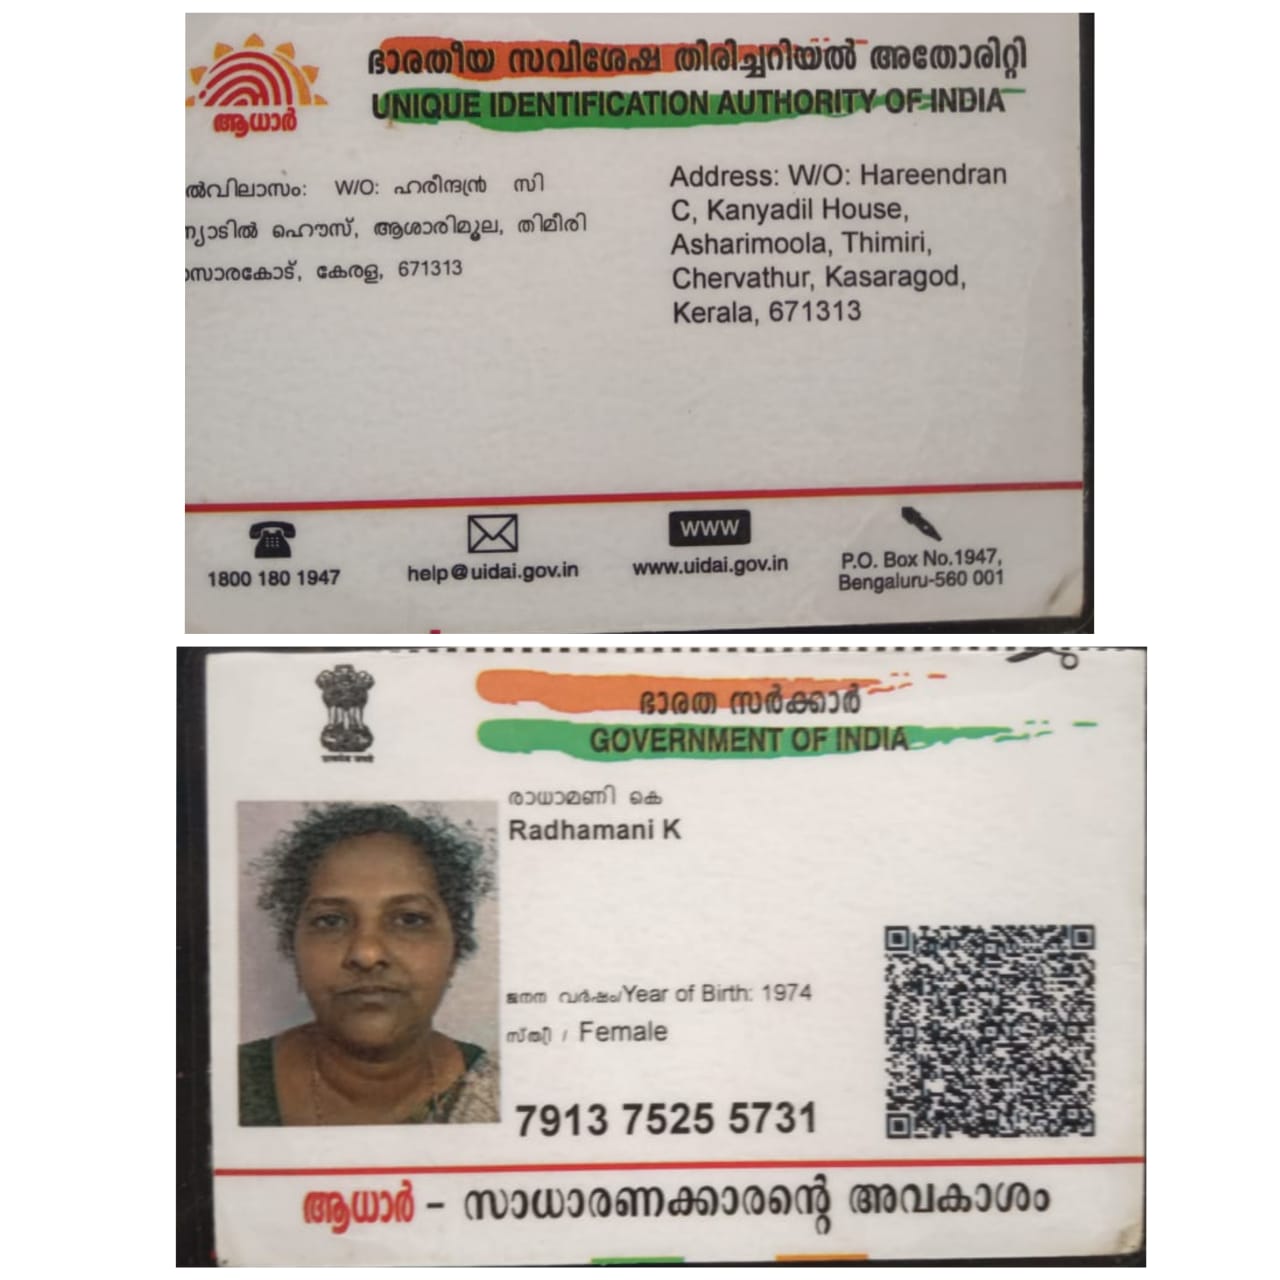 ഭാരതീയ സവിശേഷ തിരിച്ചറിയൽ അതോറിറ്റി
UNIQUE IDENTIFICATION AUTHORITY OF INDIA
ആധാർ
W/O: ഹരീന്ദ്രൻ സി
ഹൌസ്, ആശാരിമൂല, തിമിരി
കേരള, 671313
Address: W/O: Hareendran
C, Kanyadil House,
Asharimoola, Thimiri,
Chervathur, Kasaragod,
Kerala, 671313
1800 180 1947
help@uidai.gov.in
WWW
www.uidai.gov.in
P.O. Box No.1947,
Bengaluru-560 001
ഭാരത സർക്കാർ
GOVERNMENT OF INDIA
രാധാമണി കെ
Radhamani K
ജനന വർഷം/Year of Birth: 1974
സ്ത്രീ / Female
7913 7525 5731
ആധാർ - സാധാരണക്കാരന്റെ അവകാശം